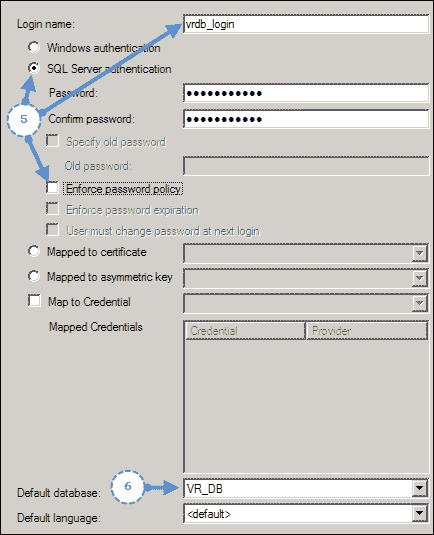 Login name: vrdb_login
Windows authentication
SQL Server authentication
Password: ●●●●●●●●●●●
5 Confirm password: ●●●●●●●●●●●
Specify old password
Old password:
Enforce password policy
Enforce password expiration
User must change password at next login
Mapped to certificate
Mapped to asymmetric key
Map to Credential
Mapped Credentials Credential Provider
6
Default database: VR_DB
Default language: <default>